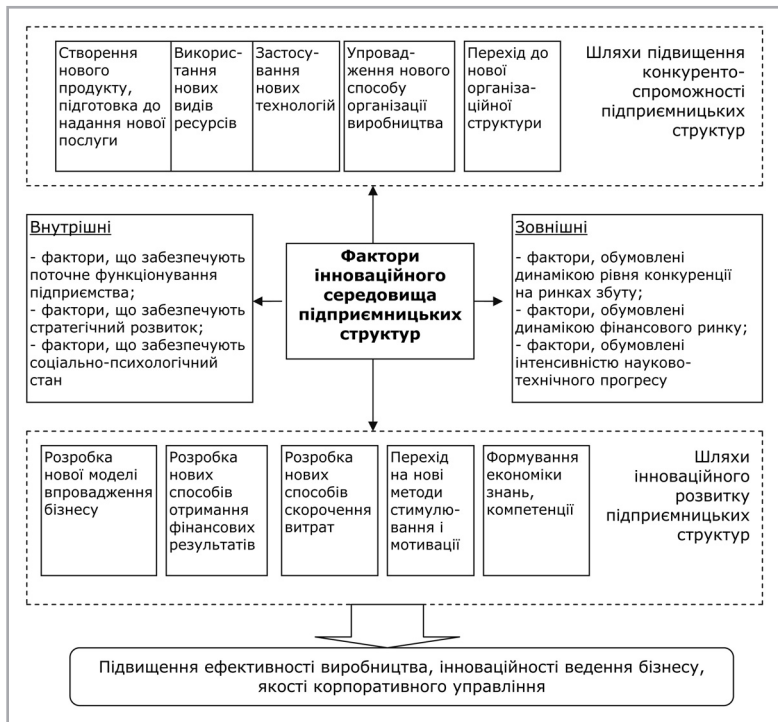 Створення
нового
продукту,
підготовка до
надання нової
послуги
Викорис-
тання
нових
видів
ресурсів
Застосу-
вання
нових
технологій
Упровад-
ження нового
способу
організації
виробництва
Перехід до
нової
організа-
ційної
структури
Шляхи підвищення
конкуренто-
спроможності
підприємницьких
структур
Внутрішні
- фактори, що забезпечують
поточне функціонування
підприємства;
- фактори, що забезпечують
стратегічний розвиток;
- фактори, що забезпечують
соціально-психологічний
стан
Фактори
інноваційного
середовища
підприємницьких
структур
Зовнішні
- фактори, обумовлені
динамікою рівня конкуренції
на ринках збуту;
- фактори, обумовлені
динамікою фінансового ринку;
- фактори, обумовлені
інтенсивністю науково-
технічного прогресу
Розробка
нової моделі
впровадження
бізнесу
Розробка
нових
способів
отримання
фінансових
результатів
Розробка
нових
способів
скорочення
витрат
Перехід
на нові
методи
стимулю-
вання і
мотивації
Формування
економіки
знань,
компетенції
Шляхи
інноваційного
розвитку
підприємницьких
структур
Підвищення ефективності виробництва, інноваційності ведення бізнесу,
якості корпоративного управління